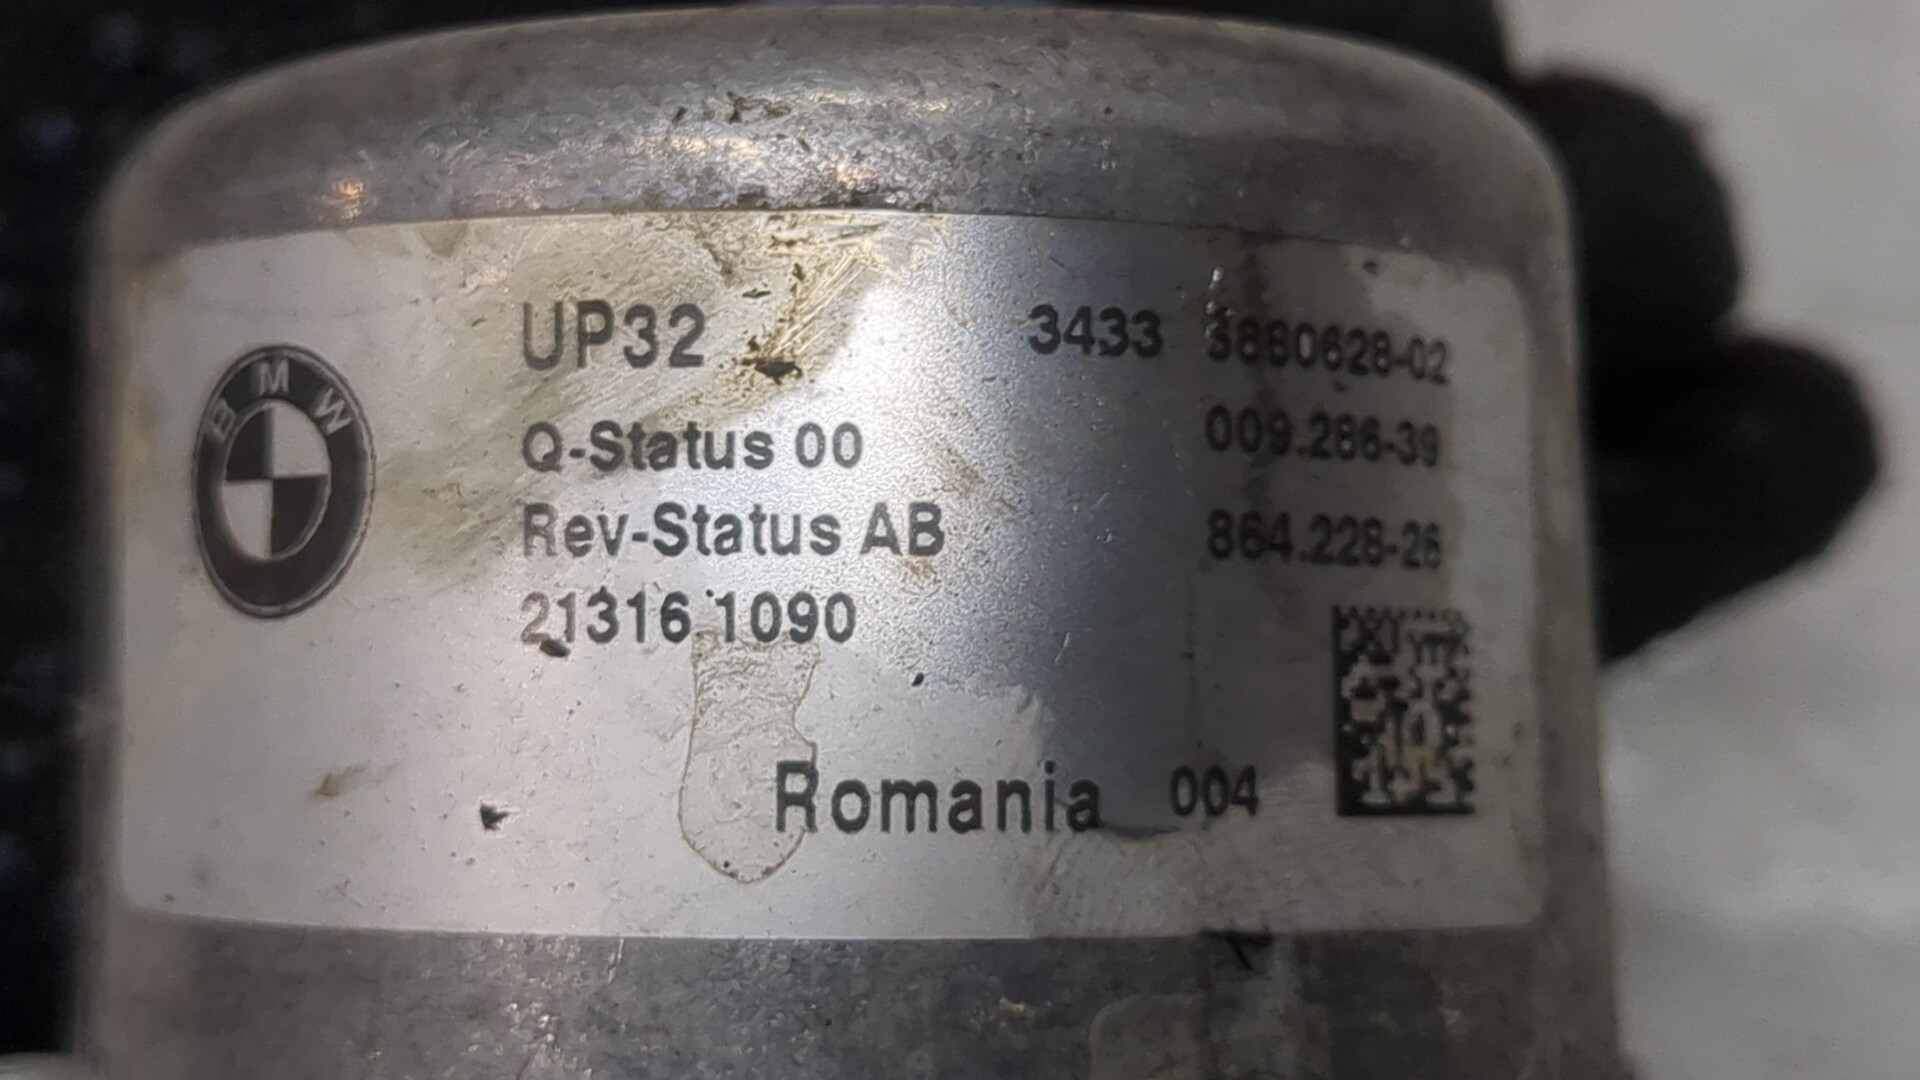 BMW
UP32 3433 3880628-02
Q-Status 00 009.286-39
Rev-Status AB 864.228-26
21316 1090
Romania 004